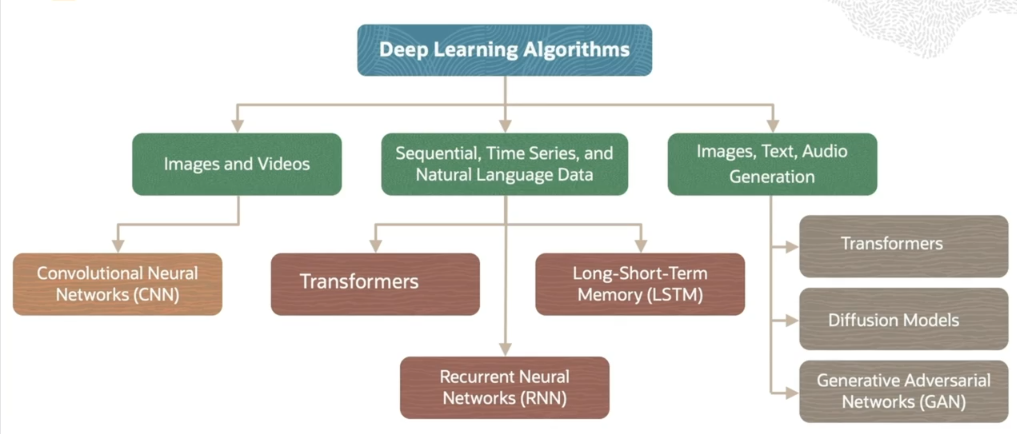 Deep Learning Algorithms
Images and Videos
Sequential, Time Series, and
Natural Language Data
Images, Text, Audio
Generation
Convolutional Neural
Networks (CNN)
Transformers
Long-Short-Term
Memory (LSTM)
Recurrent Neural
Networks (RNN)
Transformers
Diffusion Models
Generative Adversarial
Networks (GAN)